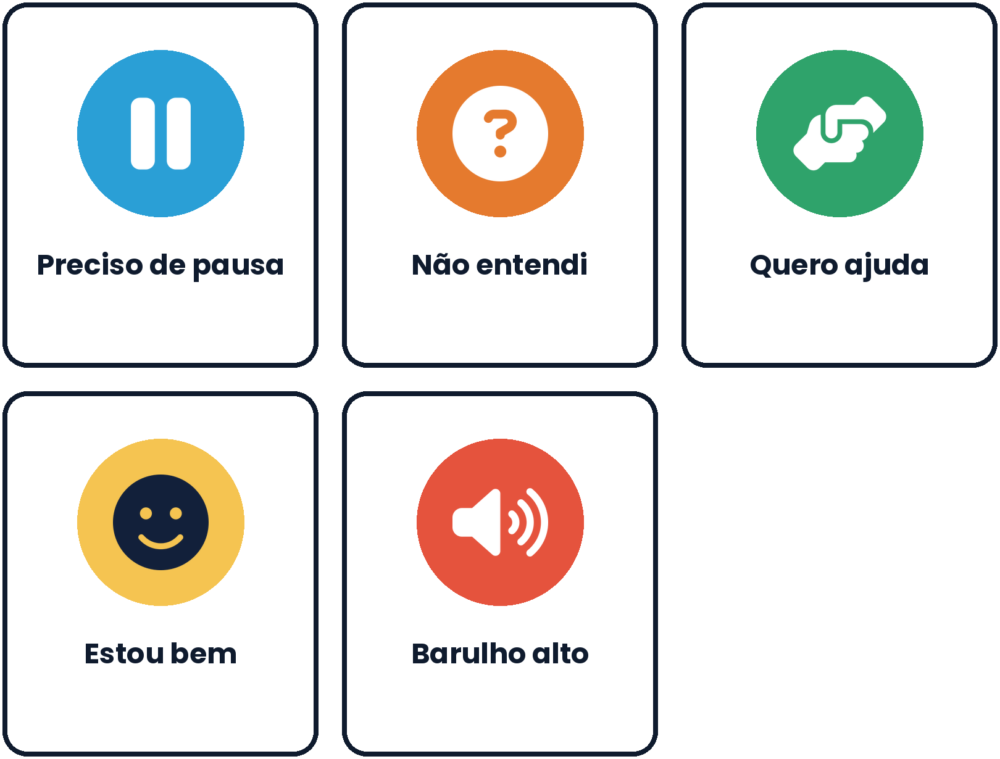 Preciso de pausa
Não entendi
Quero ajuda
Estou bem
Barulho alto